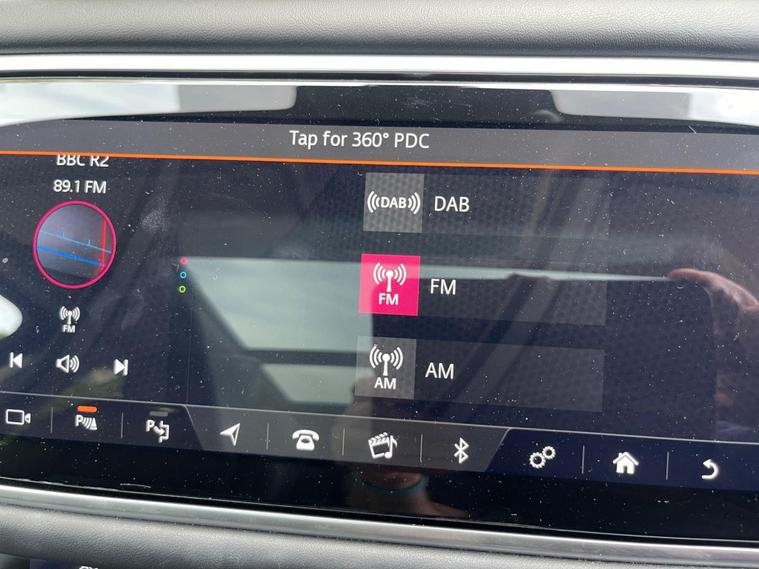 Tap for 360° PDC
BBC R2
89.1 FM
FM
DAB DAB
FM FM
AM AM
P
P